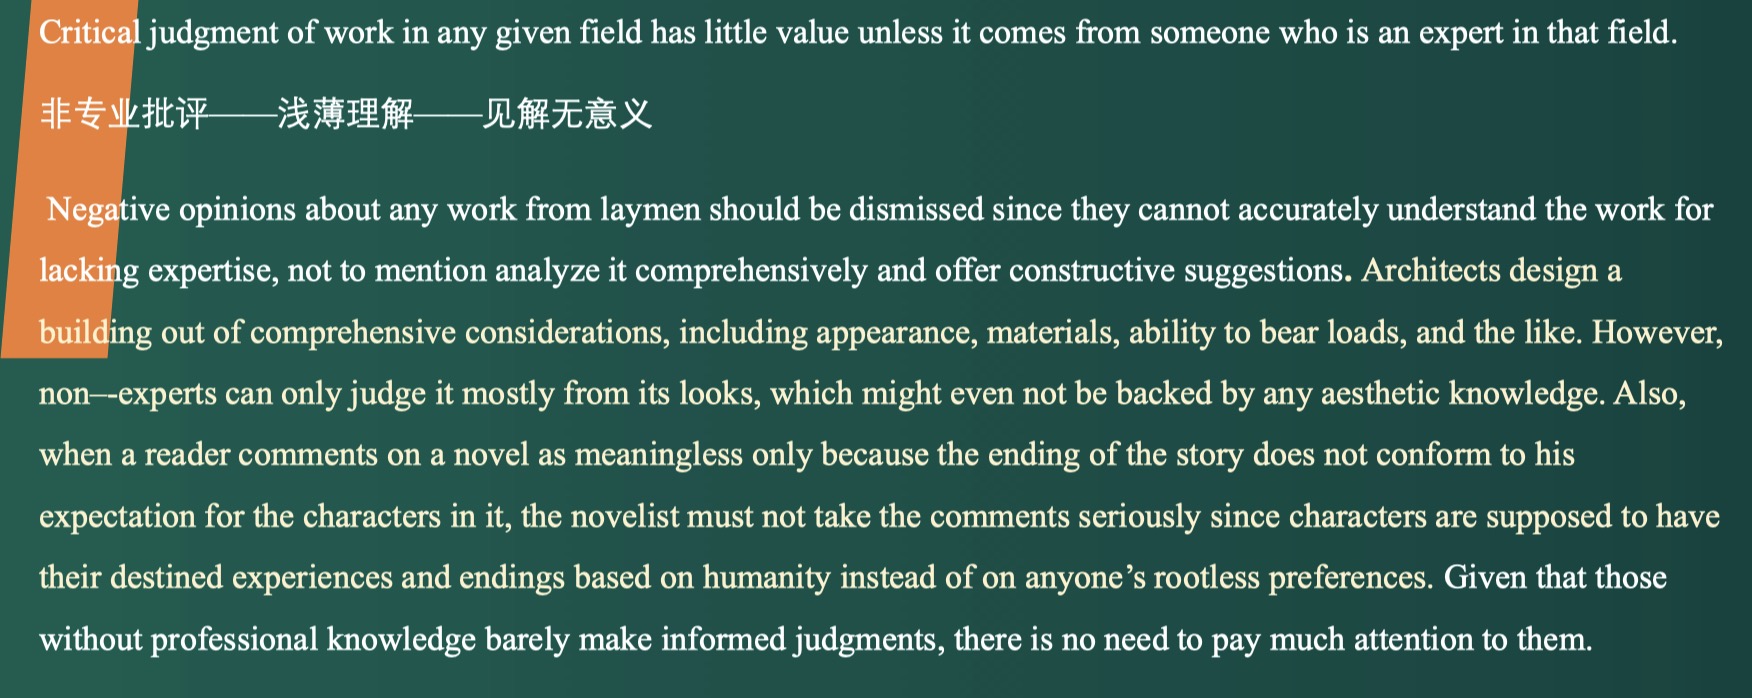 Critical judgment of work in any given field has little value unless it comes from someone who is an expert in that field.
非专业批评——浅薄理解——见解无意义
Negative opinions about any work from laymen should be dismissed since they cannot accurately understand the work for
lacking expertise, not to mention analyze it comprehensively and offer constructive suggestions. Architects design a
building out of comprehensive considerations, including appearance, materials, ability to bear loads, and the like. However,
non—-experts can only judge it mostly from its looks, which might even not be backed by any aesthetic knowledge. Also,
when a reader comments on a novel as meaningless only because the ending of the story does not conform to his
expectation for the characters in it, the novelist must not take the comments seriously since characters are supposed to have
their destined experiences and endings based on humanity instead of on anyone’s rootless preferences. Given that those
without professional knowledge barely make informed judgments, there is no need to pay much attention to them.